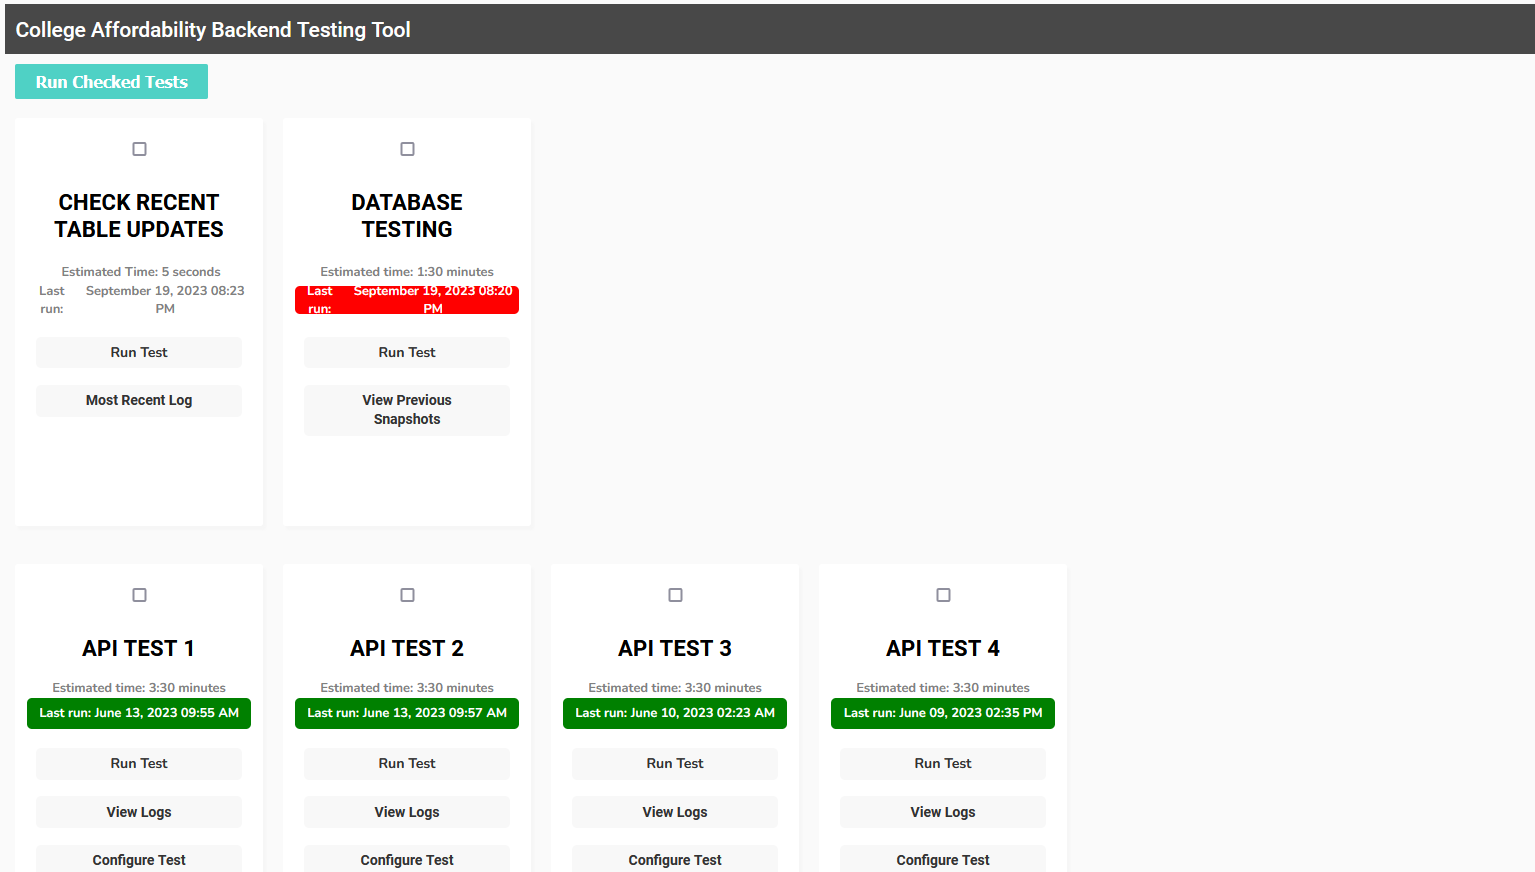 College Affordability Backend Testing Tool
Run Checked Tests
CHECK RECENT
TABLE UPDATES
Estimated Time: 5 seconds
Last run: September 19, 2023 08:23 PM
Run Test
Most Recent Log
DATABASE
TESTING
Estimated time: 1:30 minutes
Last run: September 19, 2023 08:20 PM
Run Test
View Previous
Snapshots
API TEST 1
Estimated time: 3:30 minutes
Last run: June 13, 2023 09:55 AM
Run Test
View Logs
Configure Test
API TEST 2
Estimated time: 3:30 minutes
Last run: June 13, 2023 09:57 AM
Run Test
View Logs
Configure Test
API TEST 3
Estimated time: 3:30 minutes
Last run: June 10, 2023 02:23 AM
Run Test
View Logs
Configure Test
API TEST 4
Estimated time: 3:30 minutes
Last run: June 09, 2023 02:35 PM
Run Test
View Logs
Configure Test